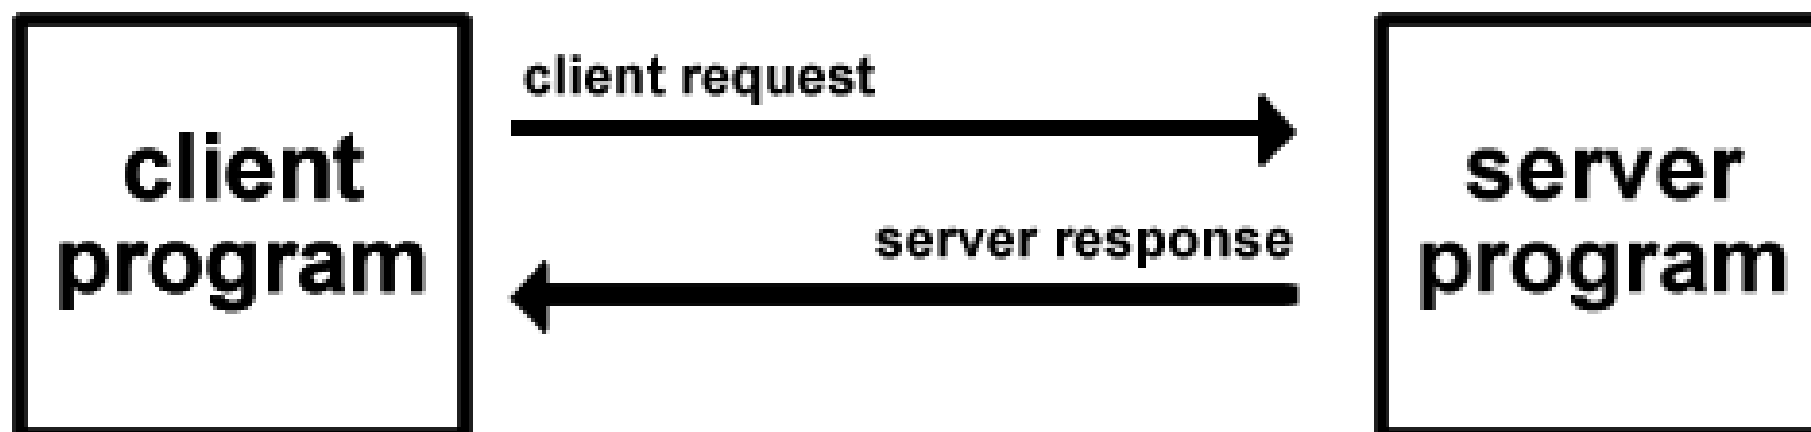 client
program
client request
server response
server
program